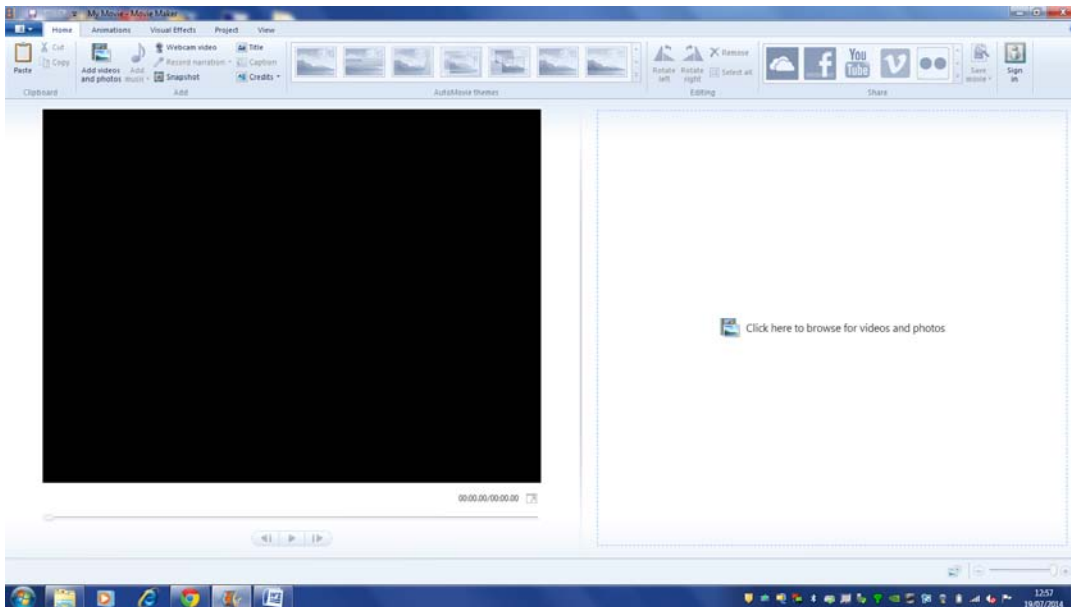 My Movie - Movie Maker
Home Animations Visual Effects Project View
Paste
Cut
Copy
Clipboard
Add videos and photos
Add music
Webcam video
Record narration
Snapshot
Title
Caption
Credits
Add
AutoMovie themes
Rotate left
Rotate right
Remove
Select all
Editing
You Tube
Share
Save movie
Sign in
Click here to browse for videos and photos
00:00.00/00:00.00
12:57
19/07/2014